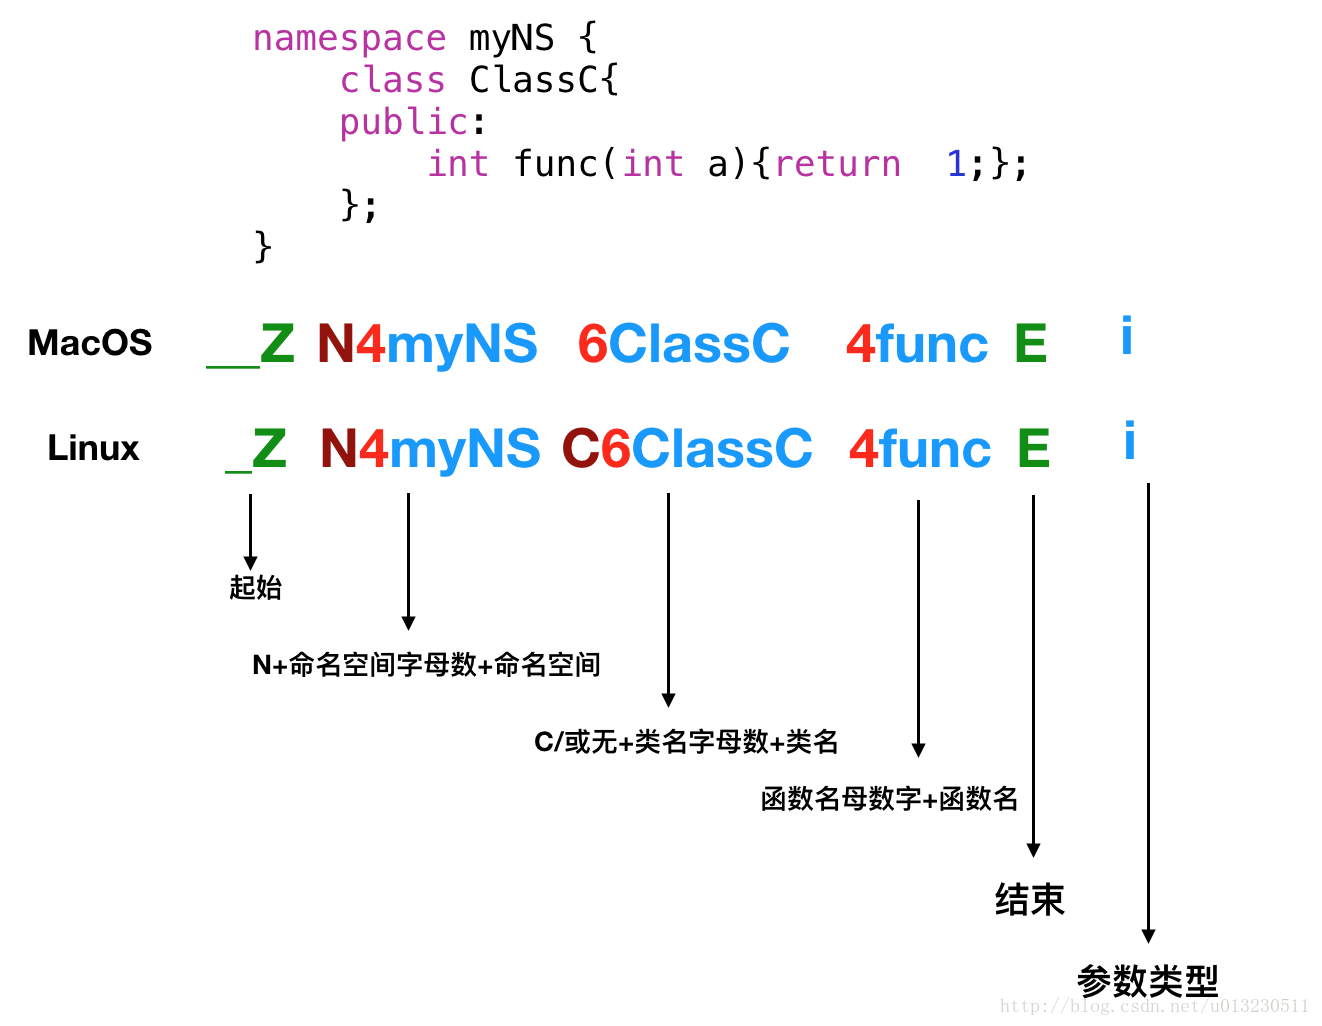 namespace myNS {
    class ClassC{
    public:
        int func(int a){return  1;};
    };
}
MacOS __Z N4myNS 6ClassC 4func E i
Linux _Z N4myNS C6ClassC 4func E i
起始
N+命名空间字母数+命名空间
C/或无+类名字母数+类名
函数名母数字+函数名
结束
参数类型
http://blog.csdn.net/u013230511